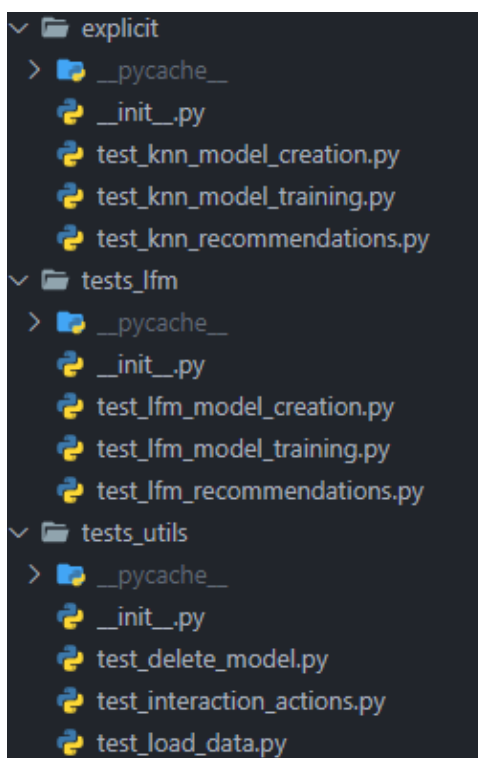 explicit
__pycache__
__init__.py
test_knn_model_creation.py
test_knn_model_training.py
test_knn_recommendations.py
tests_lfm
__pycache__
__init__.py
test_lfm_model_creation.py
test_lfm_model_training.py
test_lfm_recommendations.py
tests_utils
__pycache__
__init__.py
test_delete_model.py
test_interaction_actions.py
test_load_data.py